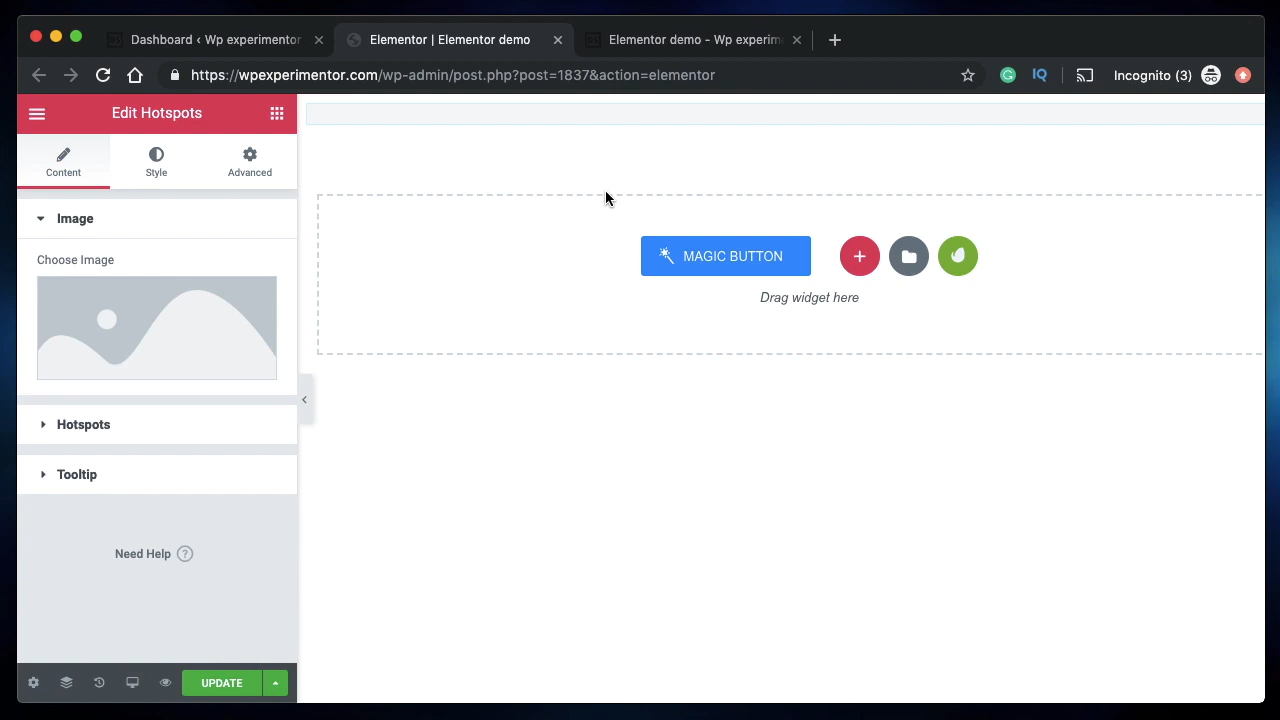 Dashboard ‹ Wp experimentor
Elementor | Elementor demo
Elementor demo - Wp experim
https://wpexperimentor.com/wp-admin/post.php?post=1837&action=elementor
IQ
Incognito (3)
Edit Hotspots
Content
Style
Advanced
Image
Choose Image
MAGIC BUTTON
Drag widget here
Hotspots
Tooltip
Need Help ?
UPDATE